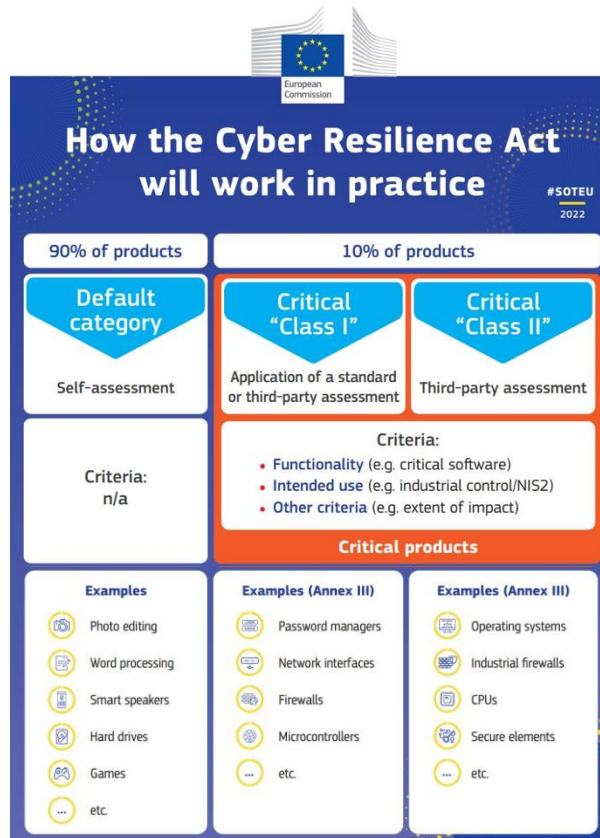 European
Commission
How the Cyber Resilience Act
will work in practice
#SOTEU
2022
90% of products
10% of products
Default
category
Self-assessment
Critical
“Class I”
Application of a standard
or third-party assessment
Critical
“Class II”
Third-party assessment
Criteria:
n/a
Criteria:
• Functionality (e.g. critical software)
• Intended use (e.g. industrial control/NIS2)
• Other criteria (e.g. extent of impact)
Critical products
Examples
Photo editing
Word processing
Smart speakers
Hard drives
Games
... etc.
Examples (Annex III)
Password managers
Network interfaces
Firewalls
Microcontrollers
... etc.
Examples (Annex III)
Operating systems
Industrial firewalls
CPUs
Secure elements
... etc.